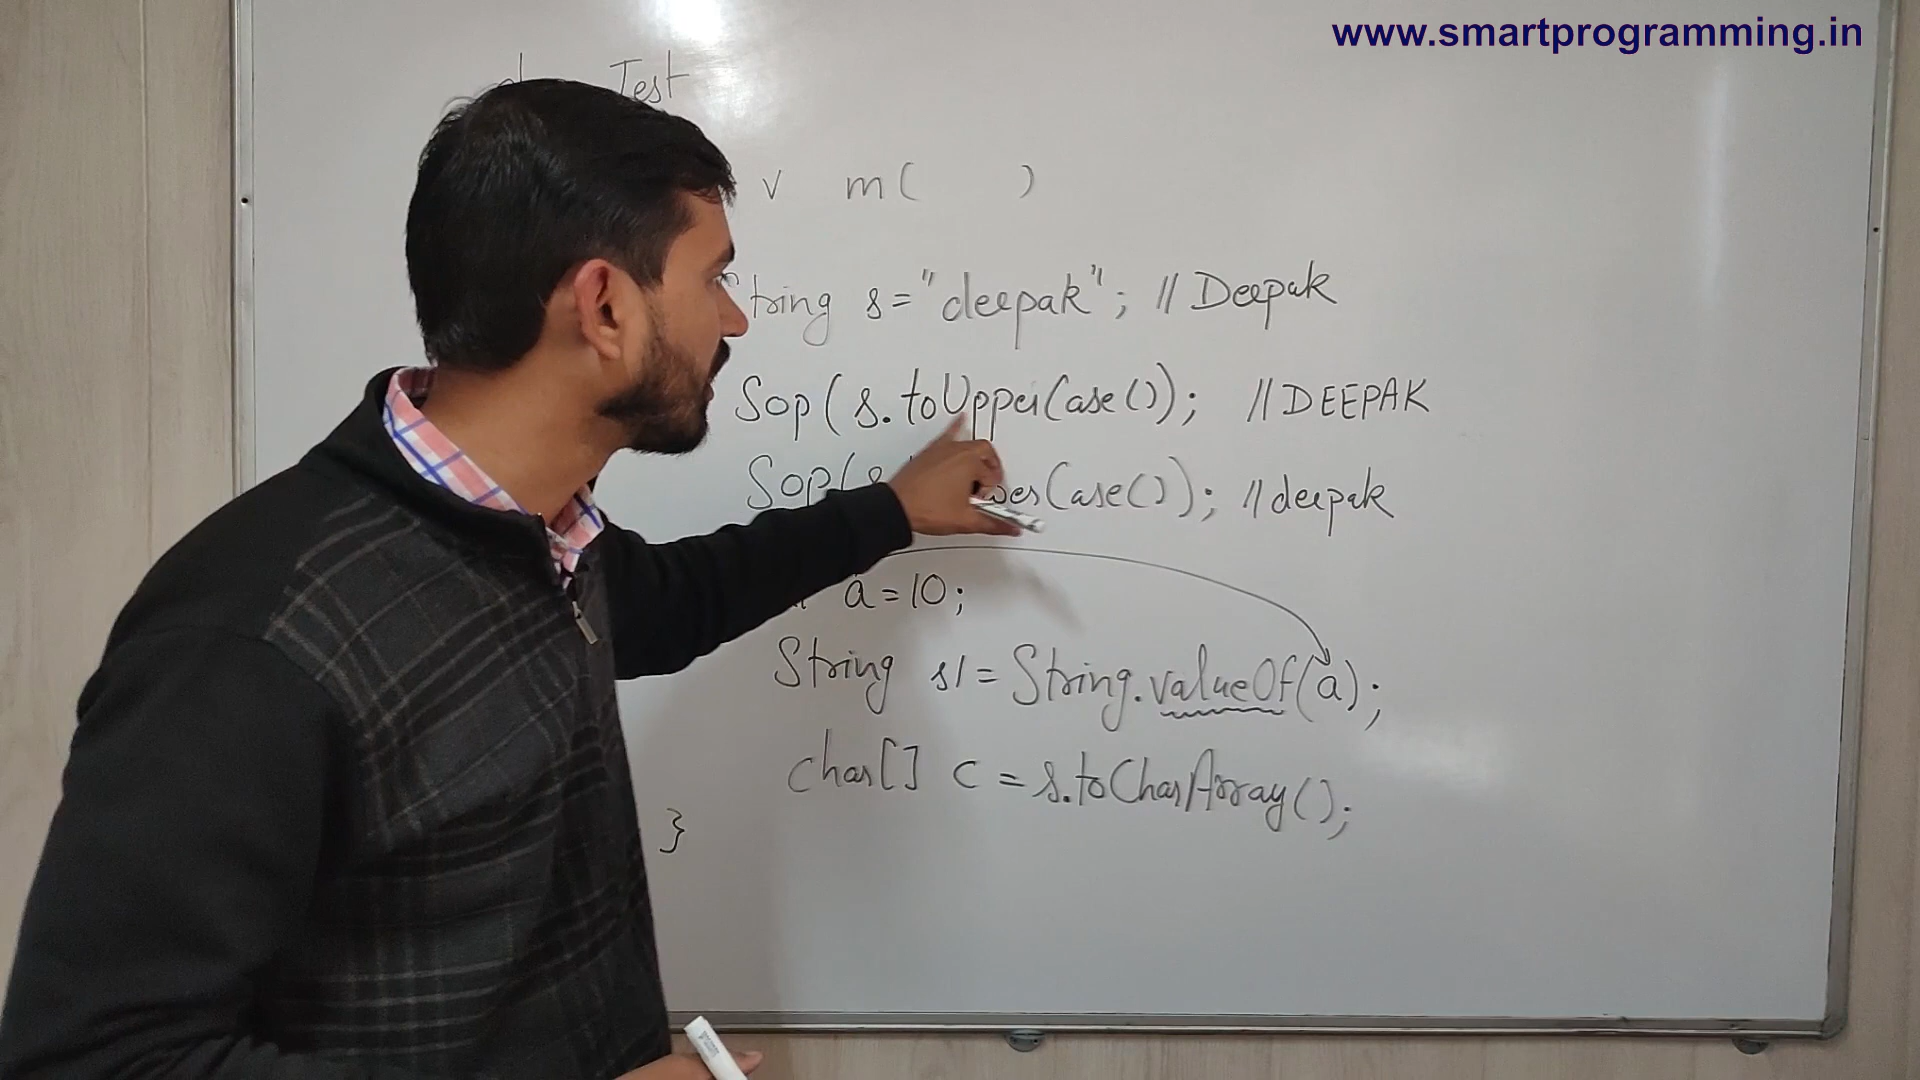 www.smartprogramming.in
Test
v m( )
String s="deepak"; // Deepak
Sop(s.toUpperCase()); //DEEPAK
Sop(s. Case()); //deepak
a=10;
String s1=String.valueOf(a);
char[] c = s.toCharArray();
}